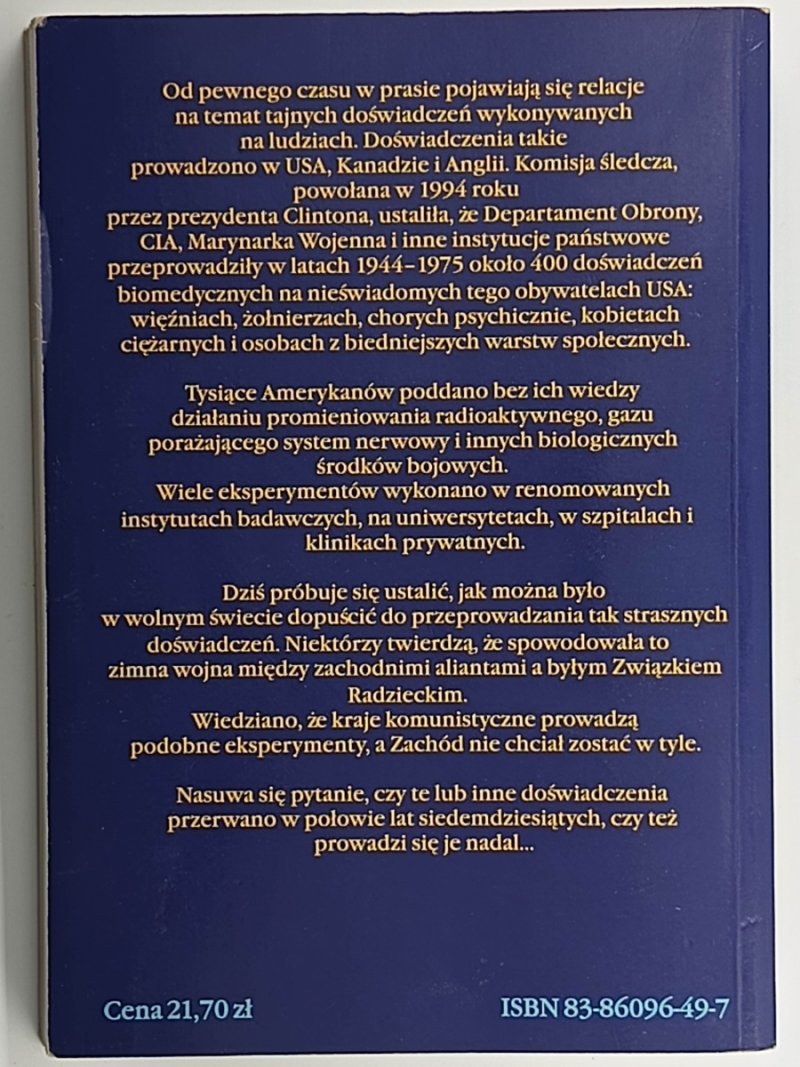 Od pewnego czasu w prasie pojawiają się relacje
na temat tajnych doświadczeń wykonywanych
na ludziach. Doświadczenia takie
prowadzono w USA, Kanadzie i Anglii. Komisja śledcza,
powołana w 1994 roku
przez prezydenta Clintona, ustaliła, że Departament Obrony,
CIA, Marynarka Wojenna i inne instytucje państwowe
przeprowadziły w latach 1944–1975 około 400 doświadczeń
biomedycznych na nieświadomych tego obywatelach USA:
więźniach, żołnierzach, chorych psychicznie, kobietach
ciężarnych i osobach z biedniejszych warstw społecznych.
Tysiące Amerykanów poddano bez ich wiedzy
działaniu promieniowania radioaktywnego, gazu
porażającego system nerwowy i innych biologicznych
środków bojowych.
Wiele eksperymentów wykonano w renomowanych
instytutach badawczych, na uniwersytetach, w szpitalach i
klinikach prywatnych.
Dziś próbuje się ustalić, jak można było
w wolnym świecie dopuścić do przeprowadzania tak strasznych
doświadczeń. Niektórzy twierdzą, że spowodowała to
zimna wojna między zachodnimi aliantami a byłym Związkiem
Radzieckim.
Wiedziano, że kraje komunistyczne prowadzą
podobne eksperymenty, a Zachód nie chciał zostać w tyle.
Nasuwa się pytanie, czy te lub inne doświadczenia
przerwano w połowie lat siedemdziesiątych, czy też
prowadzi się je nadal...
Cena 21,70 zł
ISBN 83-86096-49-7